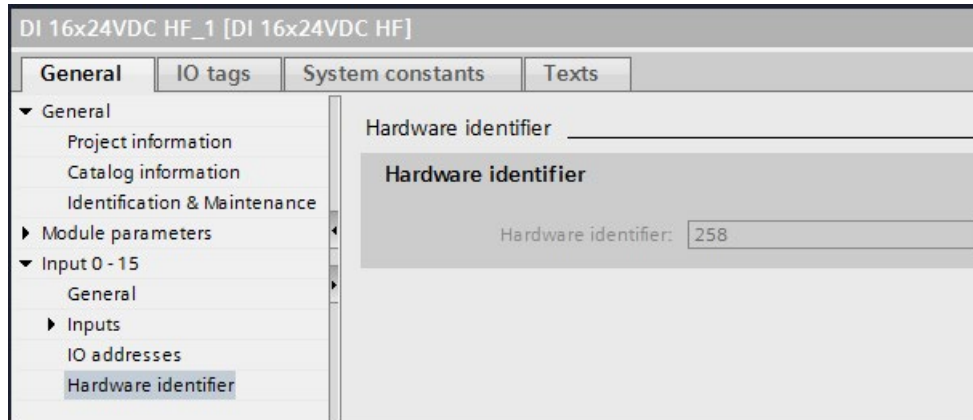 DI 16x24VDC HF_1 [DI 16x24VDC HF]
General IO tags System constants Texts
General
Project information
Catalog information
Identification & Maintenance
Module parameters
Input 0 - 15
General
Inputs
IO addresses
Hardware identifier
Hardware identifier
Hardware identifier
Hardware identifier: 258